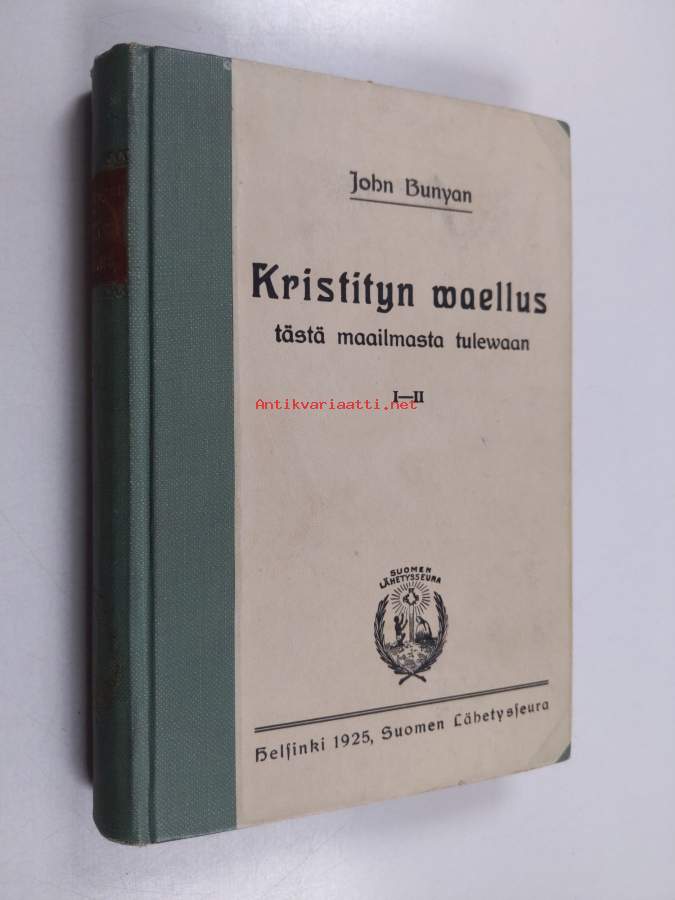 John Bunyan
Kristityn waellus
tästä maailmasta tulewaan
I—II
Antikvariaatti.net
SUOMEN
LÄHETYSSEURA
Helſinki 1925, Suomen Lähetysſeura